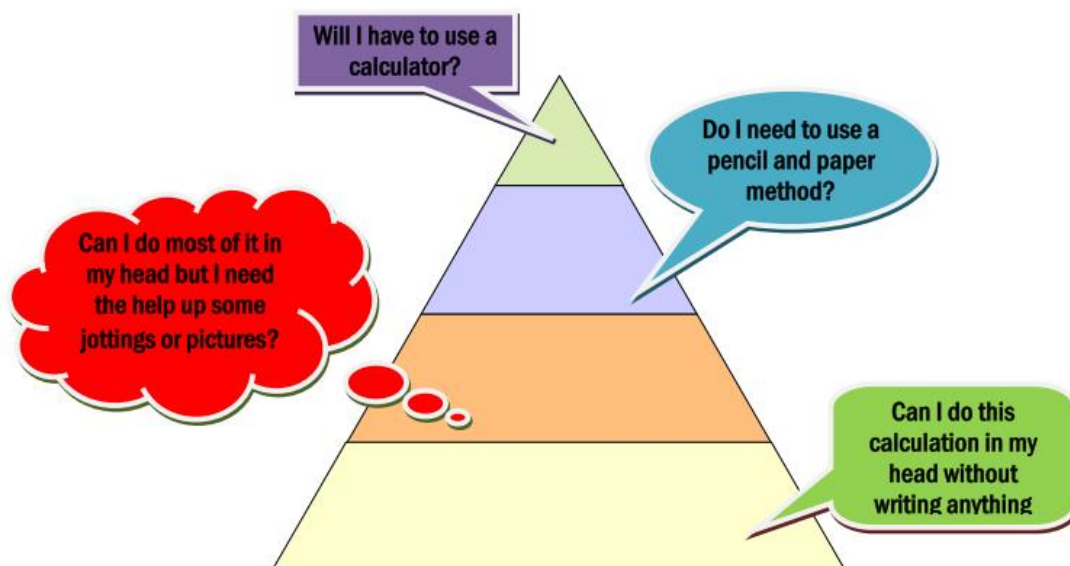 Will I have to use a
calculator?
Do I need to use a
pencil and paper
method?
Can I do most of it in
my head but I need
the help up some
jottings or pictures?
Can I do this
calculation in my
head without
writing anything